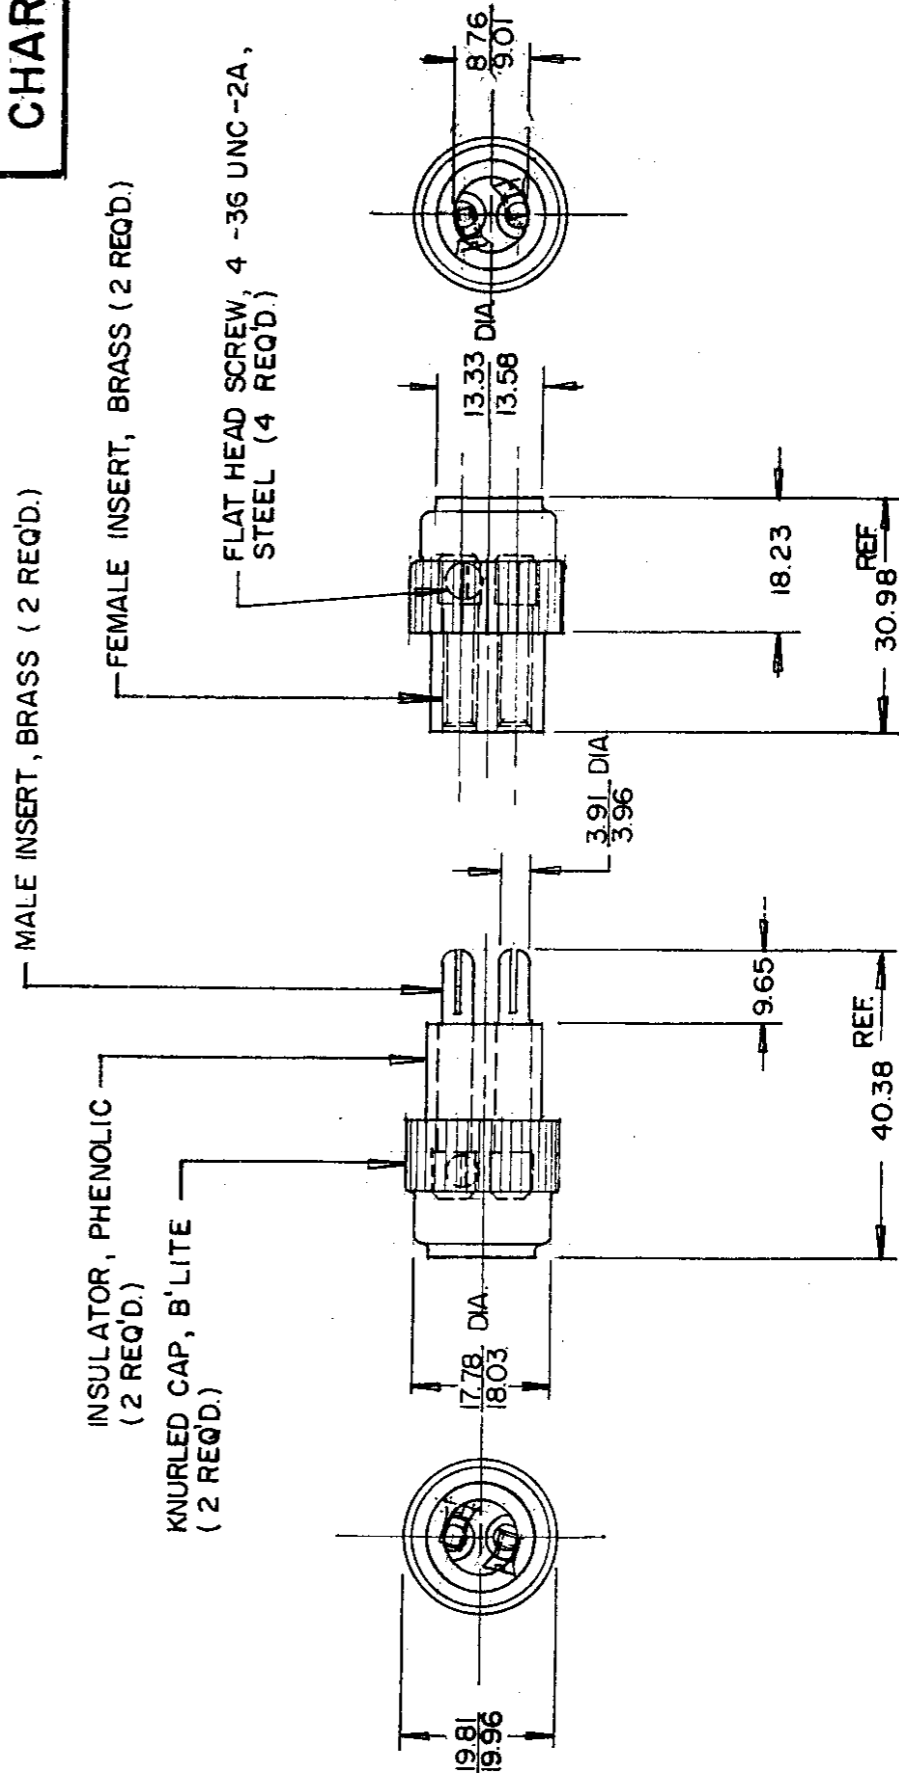 CHAR
MALE INSERT, BRASS (2 REQ'D.)
FEMALE INSERT, BRASS (2 REQ'D.)
FLAT HEAD SCREW, 4-36 UNC-2A,
STEEL (4 REQ'D.)
INSULATOR, PHENOLIC
(2 REQ'D.)
KNURLED CAP, B'LITE
(2 REQ'D.)
19.81
19.96
17.78 DIA.
18.03
3.91 DIA
3.96
13.33 DIA
13.58
8.76
9.01
9.65
40.38 REF.
18.23
30.98 REF.